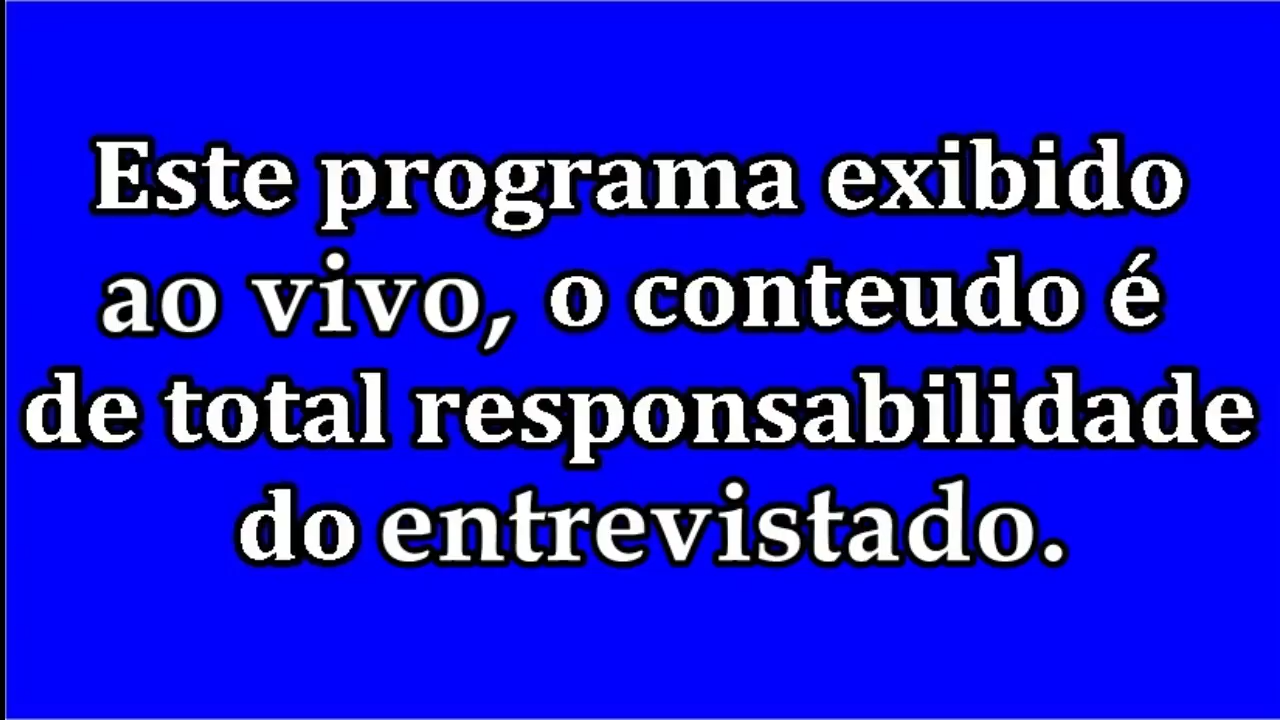 Este programa exibido
ao vivo, o conteudo é
de total responsabilidade
do entrevistado.